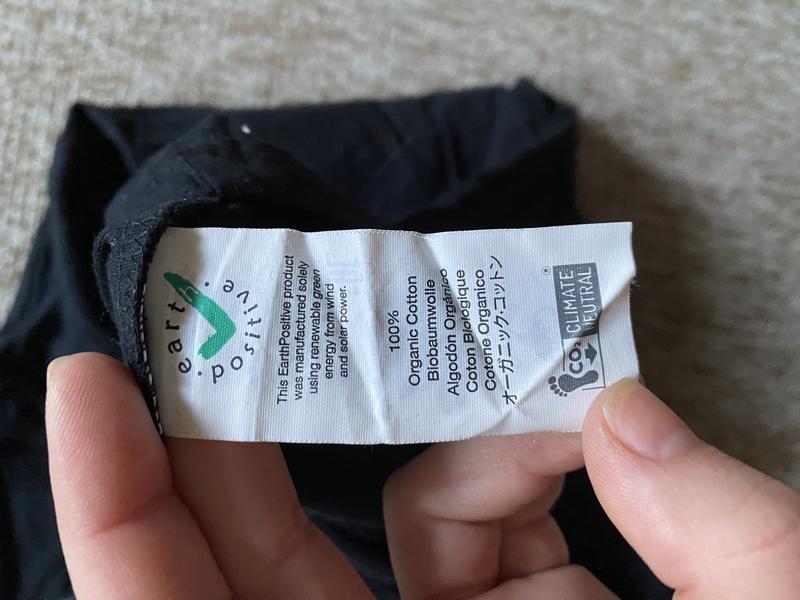 earth
positive
This EarthPositive product
was manufactured solely
using renewable green
energy from wind
and solar power.
100%
Organic Cotton
Biobaumwolle
Algodón Orgánico
Coton Biologique
Cotone Organico
オーガニック・コットン
®
CLIMATE
NEUTRAL
CO₂